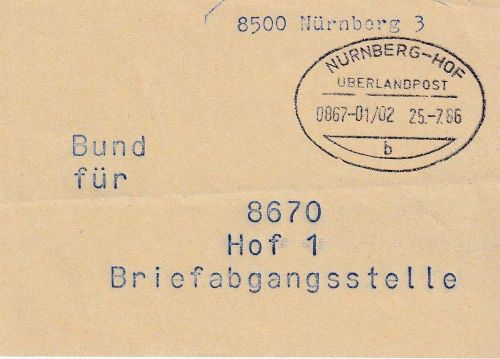 8500 Nürnberg 3
NÜRNBERG-HOF
ÜBERLANDPOST
0867-01/02 25.-7.86
b
Bund
für
8670
Hof 1
Briefabgangsstelle